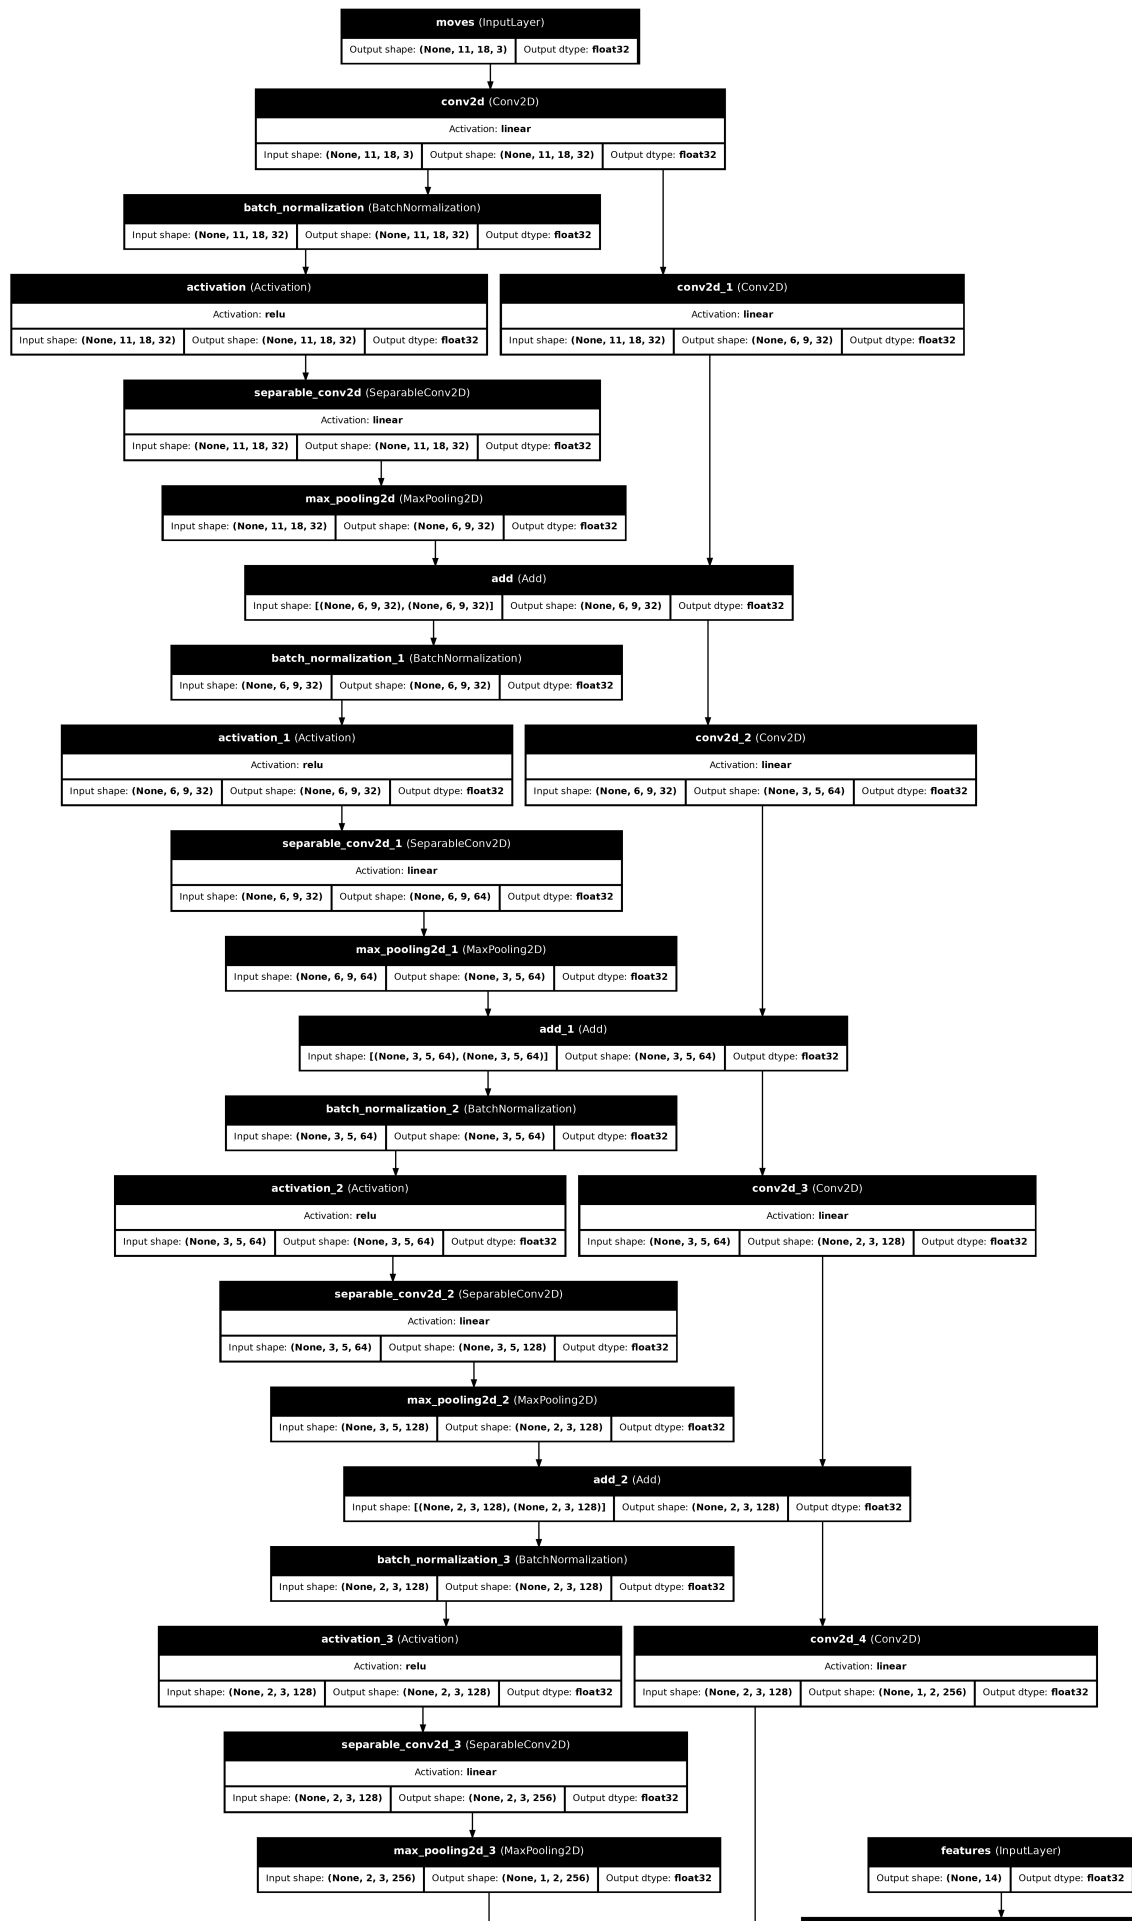 moves (InputLayer)
Output shape: (None, 11, 18, 3) Output dtype: float32
conv2d (Conv2D)
Activation: linear
Input shape: (None, 11, 18, 3) Output shape: (None, 11, 18, 32) Output dtype: float32
batch_normalization (BatchNormalization)
Input shape: (None, 11, 18, 32) Output shape: (None, 11, 18, 32) Output dtype: float32
activation (Activation)
Activation: relu
Input shape: (None, 11, 18, 32) Output shape: (None, 11, 18, 32) Output dtype: float32
conv2d_1 (Conv2D)
Activation: linear
Input shape: (None, 11, 18, 32) Output shape: (None, 6, 9, 32) Output dtype: float32
separable_conv2d (SeparableConv2D)
Activation: linear
Input shape: (None, 11, 18, 32) Output shape: (None, 11, 18, 32) Output dtype: float32
max_pooling2d (MaxPooling2D)
Input shape: (None, 11, 18, 32) Output shape: (None, 6, 9, 32) Output dtype: float32
add (Add)
Input shape: [(None, 6, 9, 32), (None, 6, 9, 32)] Output shape: (None, 6, 9, 32) Output dtype: float32
batch_normalization_1 (BatchNormalization)
Input shape: (None, 6, 9, 32) Output shape: (None, 6, 9, 32) Output dtype: float32
activation_1 (Activation)
Activation: relu
Input shape: (None, 6, 9, 32) Output shape: (None, 6, 9, 32) Output dtype: float32
conv2d_2 (Conv2D)
Activation: linear
Input shape: (None, 6, 9, 32) Output shape: (None, 3, 5, 64) Output dtype: float32
separable_conv2d_1 (SeparableConv2D)
Activation: linear
Input shape: (None, 6, 9, 32) Output shape: (None, 6, 9, 64) Output dtype: float32
max_pooling2d_1 (MaxPooling2D)
Input shape: (None, 6, 9, 64) Output shape: (None, 3, 5, 64) Output dtype: float32
add_1 (Add)
Input shape: [(None, 3, 5, 64), (None, 3, 5, 64)] Output shape: (None, 3, 5, 64) Output dtype: float32
batch_normalization_2 (BatchNormalization)
Input shape: (None, 3, 5, 64) Output shape: (None, 3, 5, 64) Output dtype: float32
activation_2 (Activation)
Activation: relu
Input shape: (None, 3, 5, 64) Output shape: (None, 3, 5, 64) Output dtype: float32
conv2d_3 (Conv2D)
Activation: linear
Input shape: (None, 3, 5, 64) Output shape: (None, 2, 3, 128) Output dtype: float32
separable_conv2d_2 (SeparableConv2D)
Activation: linear
Input shape: (None, 3, 5, 64) Output shape: (None, 3, 5, 128) Output dtype: float32
max_pooling2d_2 (MaxPooling2D)
Input shape: (None, 3, 5, 128) Output shape: (None, 2, 3, 128) Output dtype: float32
add_2 (Add)
Input shape: [(None, 2, 3, 128), (None, 2, 3, 128)] Output shape: (None, 2, 3, 128) Output dtype: float32
batch_normalization_3 (BatchNormalization)
Input shape: (None, 2, 3, 128) Output shape: (None, 2, 3, 128) Output dtype: float32
activation_3 (Activation)
Activation: relu
Input shape: (None, 2, 3, 128) Output shape: (None, 2, 3, 128) Output dtype: float32
conv2d_4 (Conv2D)
Activation: linear
Input shape: (None, 2, 3, 128) Output shape: (None, 1, 2, 256) Output dtype: float32
separable_conv2d_3 (SeparableConv2D)
Activation: linear
Input shape: (None, 2, 3, 128) Output shape: (None, 2, 3, 256) Output dtype: float32
max_pooling2d_3 (MaxPooling2D)
Input shape: (None, 2, 3, 256) Output shape: (None, 1, 2, 256) Output dtype: float32
features (InputLayer)
Output shape: (None, 14) Output dtype: float32